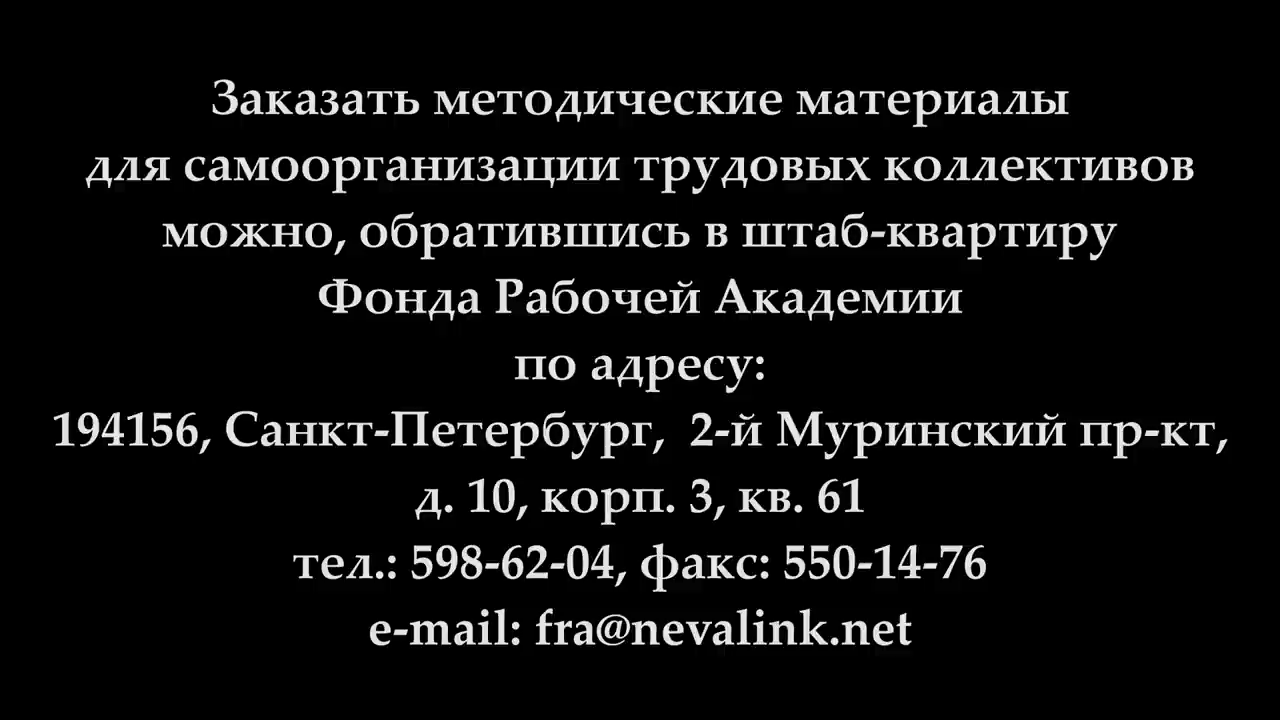 Заказать методические материалы
для самоорганизации трудовых коллективов
можно, обратившись в штаб-квартиру
Фонда Рабочей Академии
по адресу:
194156, Санкт-Петербург,  2-й Муринский пр-кт,
д. 10, корп. 3, кв. 61
тел.: 598-62-04, факс: 550-14-76
e-mail: fra@nevalink.net